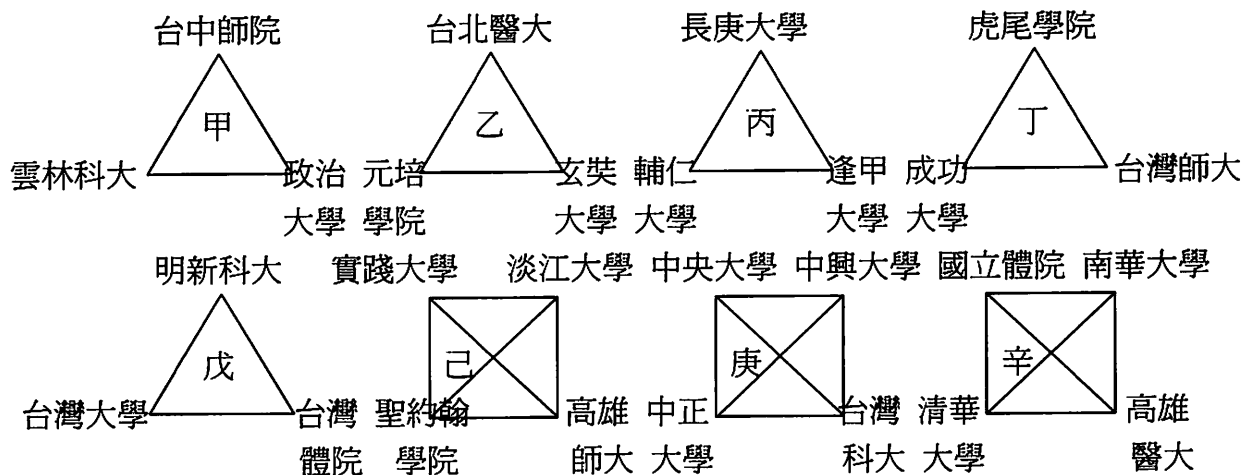 台中師院 台北醫大 長庚大學 虎尾學院
甲 乙 丙 丁
雲林科大 政治 元培 玄奘 輔仁 逢甲 成功 台灣師大
大學 學院 大學 大學 大學 大學
明新科大 實踐大學 淡江大學 中央大學 中興大學 國立體院 南華大學
戊 己 庚 辛
台灣大學 台灣 聖約翰 高雄 中正 台灣 清華 高雄
體院 學院 師大 大學 科大 大學 醫大